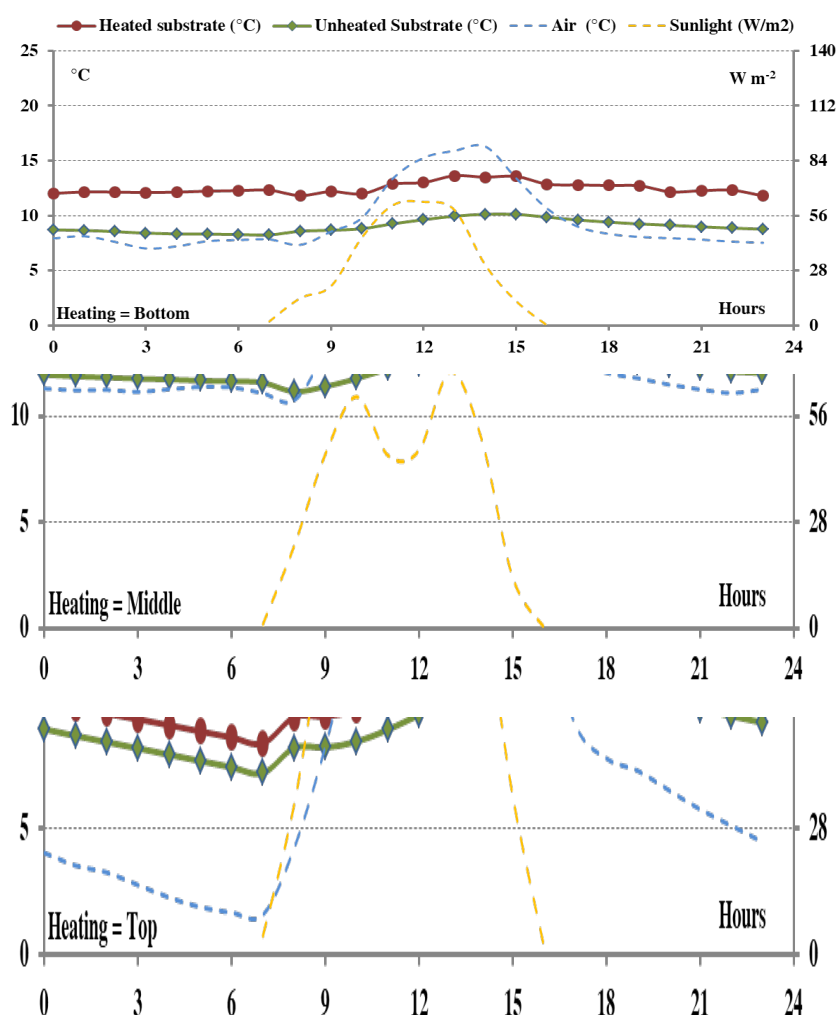 Heated substrate (°C) Unheated Substrate (°C) Air (°C) Sunlight (W/m2)
25 140
°C W m-2
20 112
15 84
10 56
5 28
Heating = Bottom Hours
0 0
0 3 6 9 12 15 18 21 24
10 56
5 28
Heating = Middle Hours
0 0
0 3 6 9 12 15 18 21 24
5 28
Heating = Top Hours
0 0
0 3 6 9 12 15 18 21 24